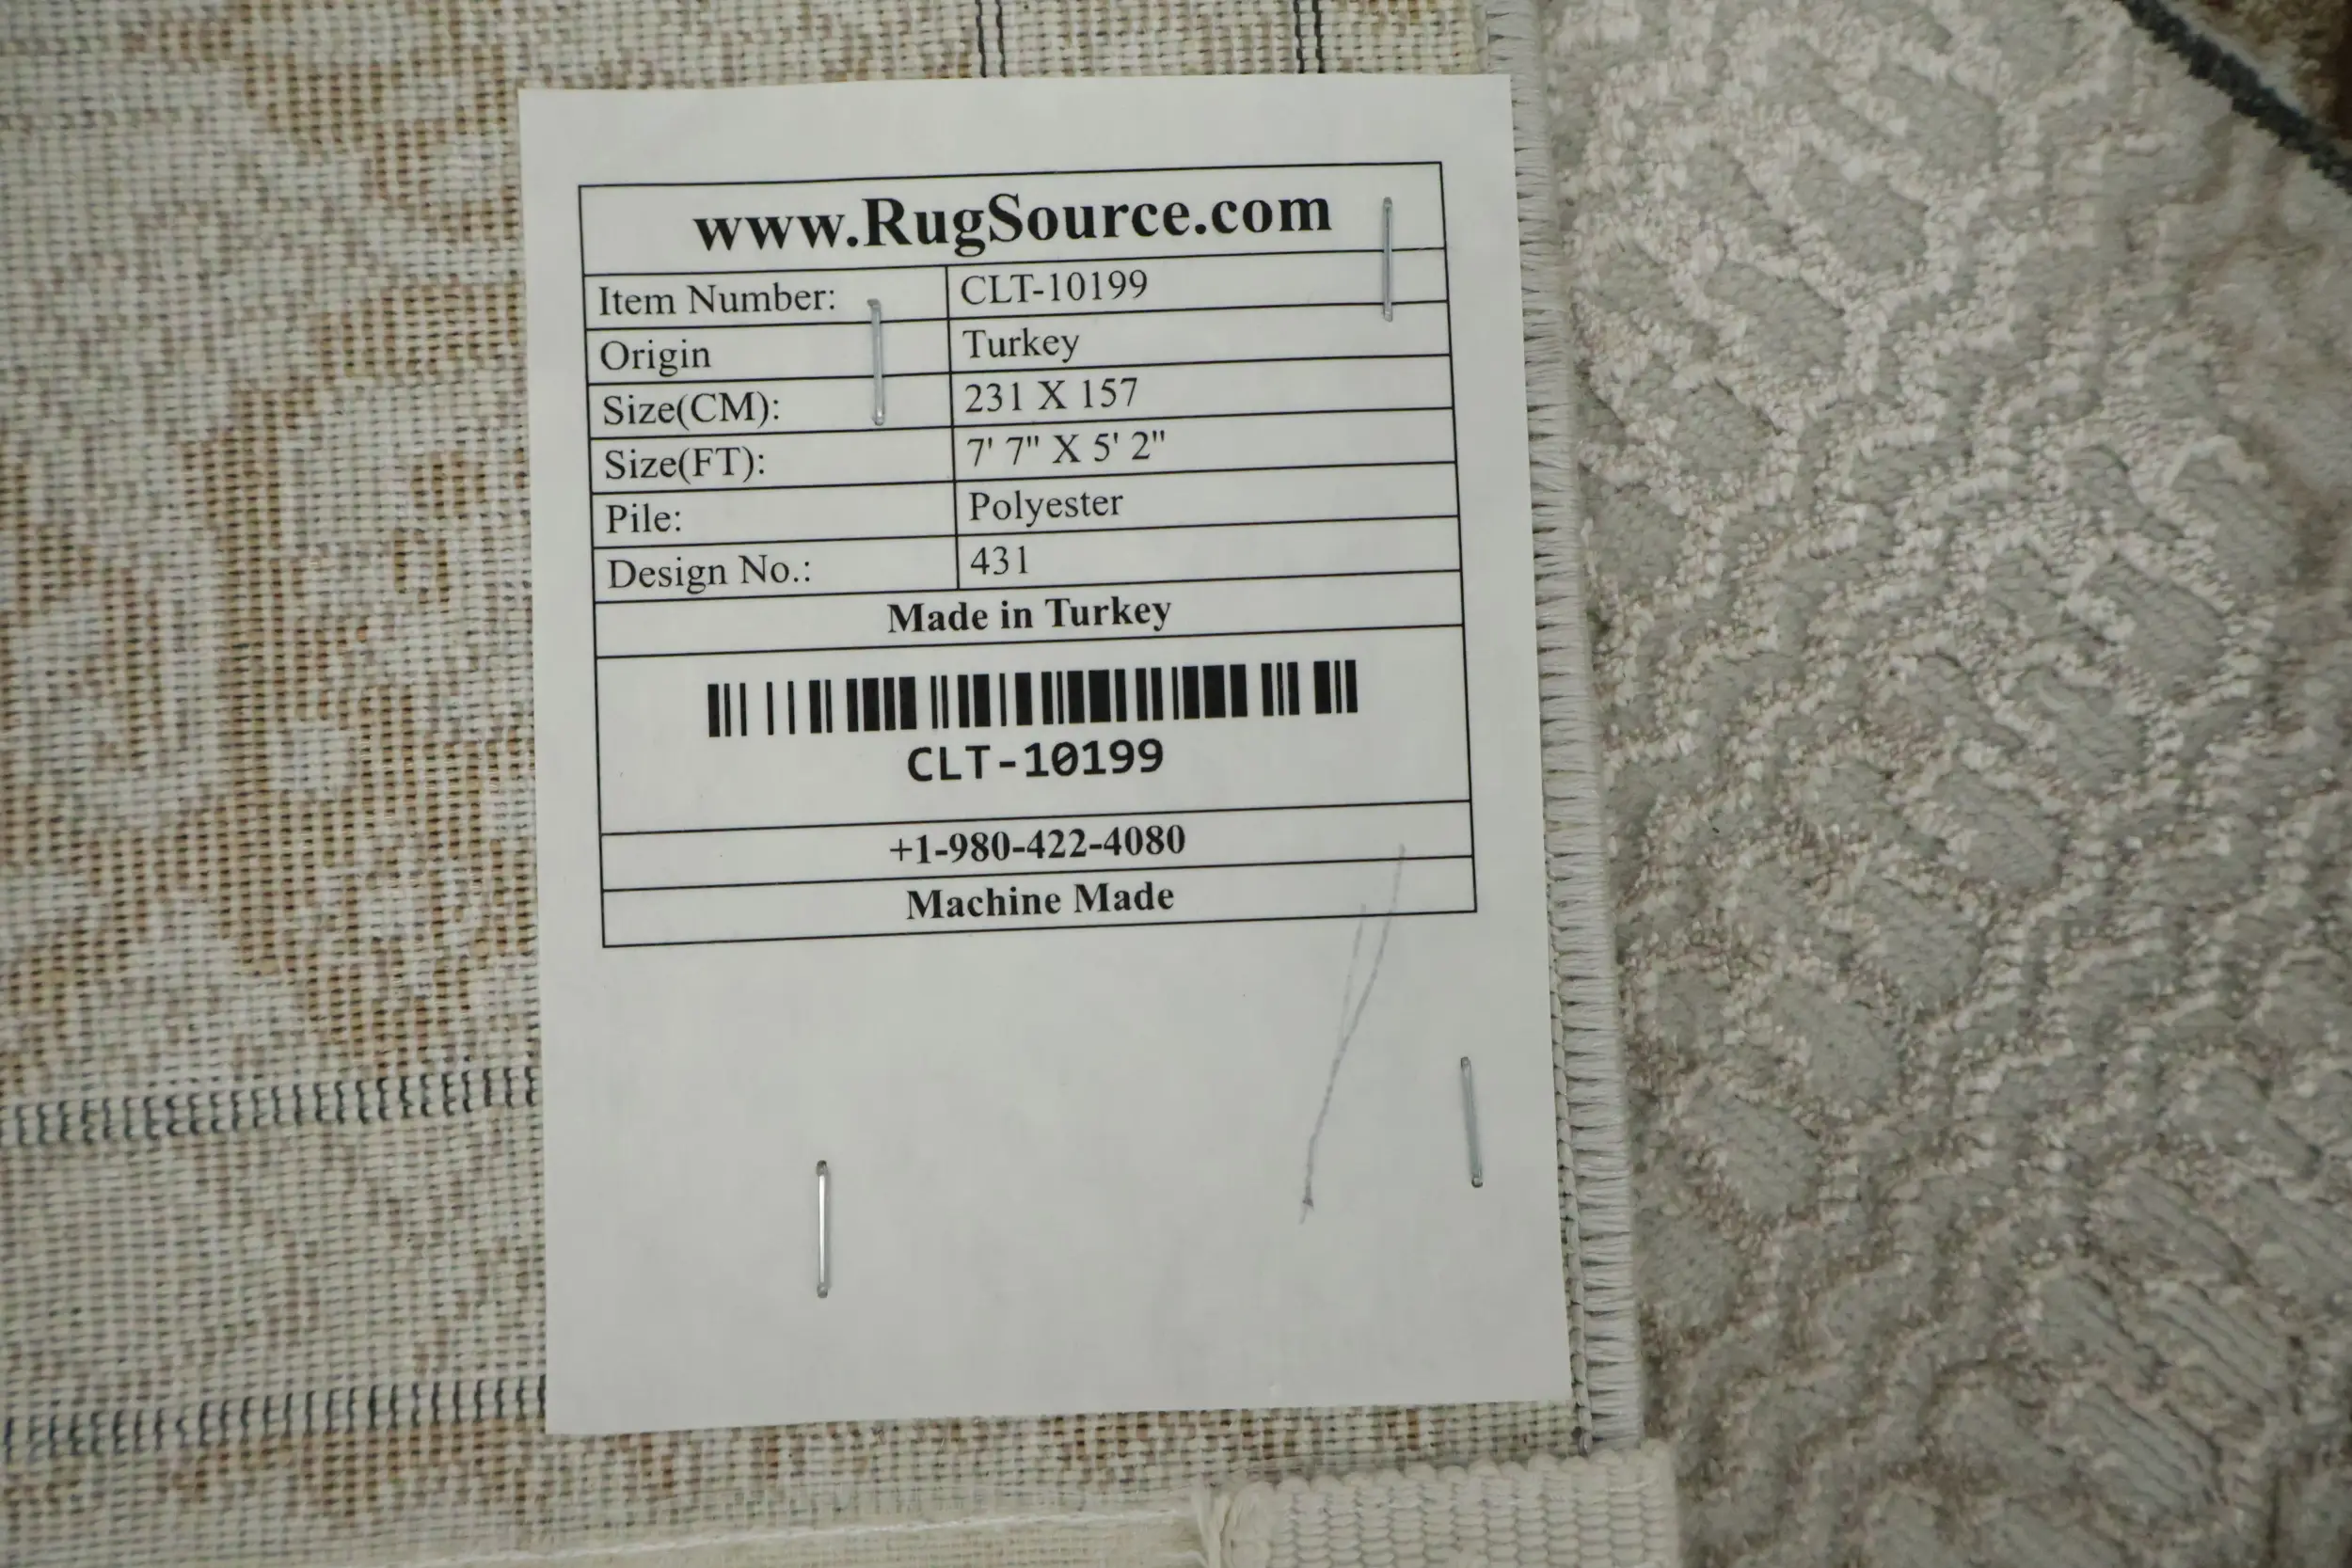 www.RugSource.com
Item Number: CLT-10199
Origin Turkey
Size(CM): 231 X 157
Size(FT): 7' 7" X 5' 2"
Pile: Polyester
Design No.: 431
Made in Turkey
CLT-10199
+1-980-422-4080
Machine Made